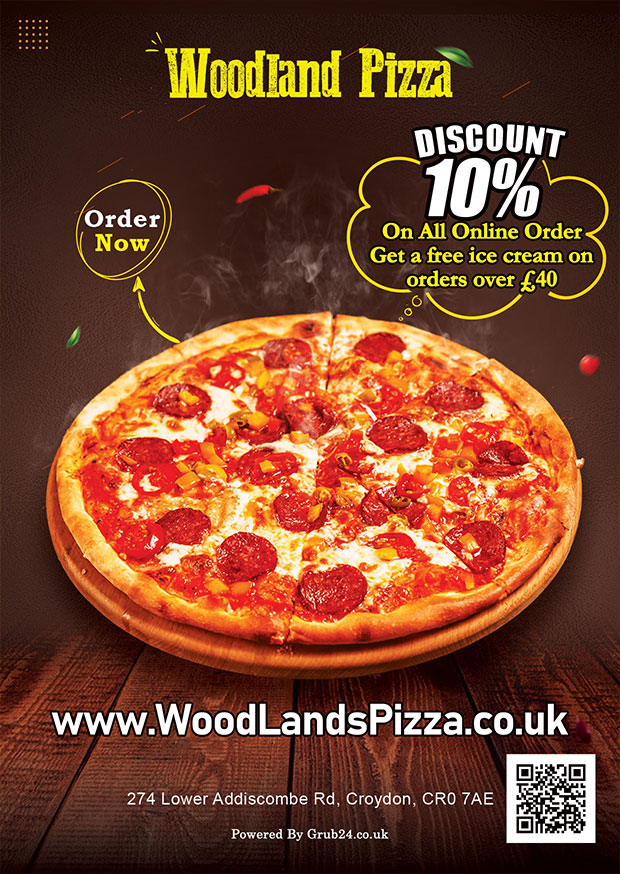 Woodland Pizza
DISCOUNT
10%
On All Online Order
Get a free ice cream on
orders over £40
Order
Now
www.WoodLandsPizza.co.uk
274 Lower Addiscombe Rd, Croydon, CR0 7AE
Powered By Grub24.co.uk